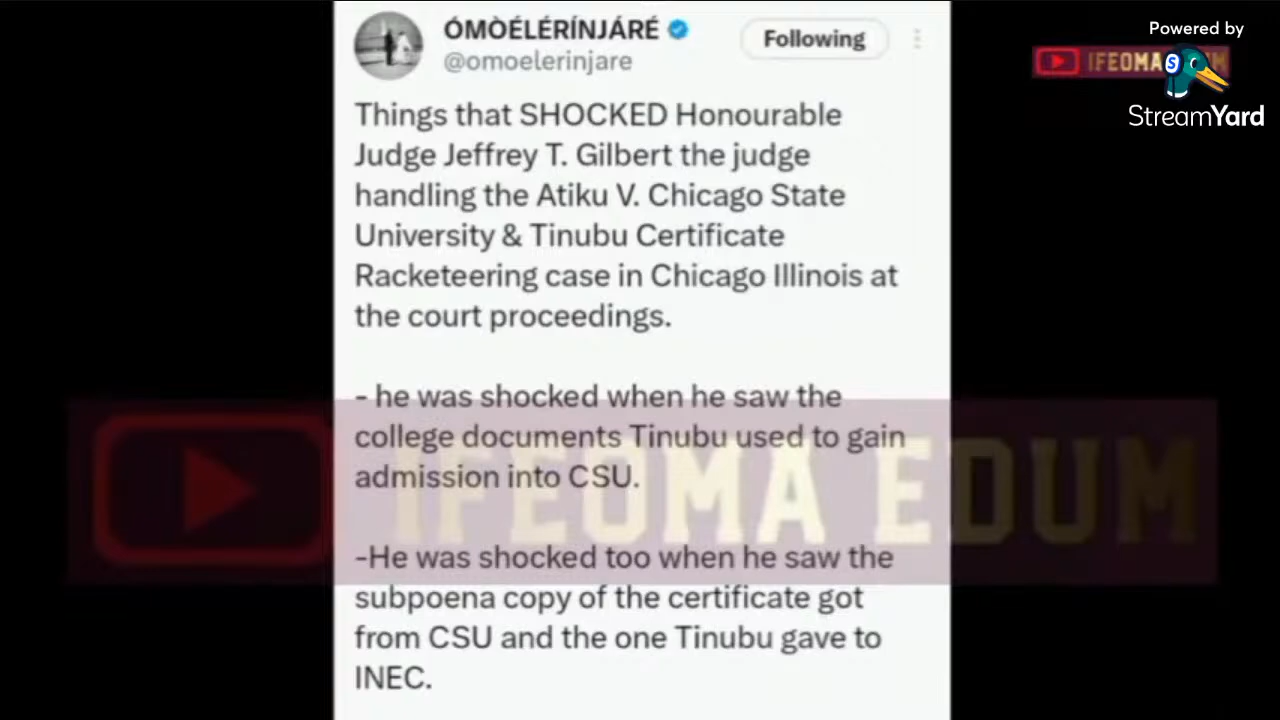 ÓMÒÉLÉRÍNJÁRÉ
@omoelerinjare
Following
Things that SHOCKED Honourable
Judge Jeffrey T. Gilbert the judge
handling the Atiku V. Chicago State
University & Tinubu Certificate
Racketeering case in Chicago Illinois at
the court proceedings.
- he was shocked when he saw the
college documents Tinubu used to gain
admission into CSU.
-He was shocked too when he saw the
subpoena copy of the certificate got
from CSU and the one Tinubu gave to
INEC.
IFEOMA EDUM
Powered by
StreamYard